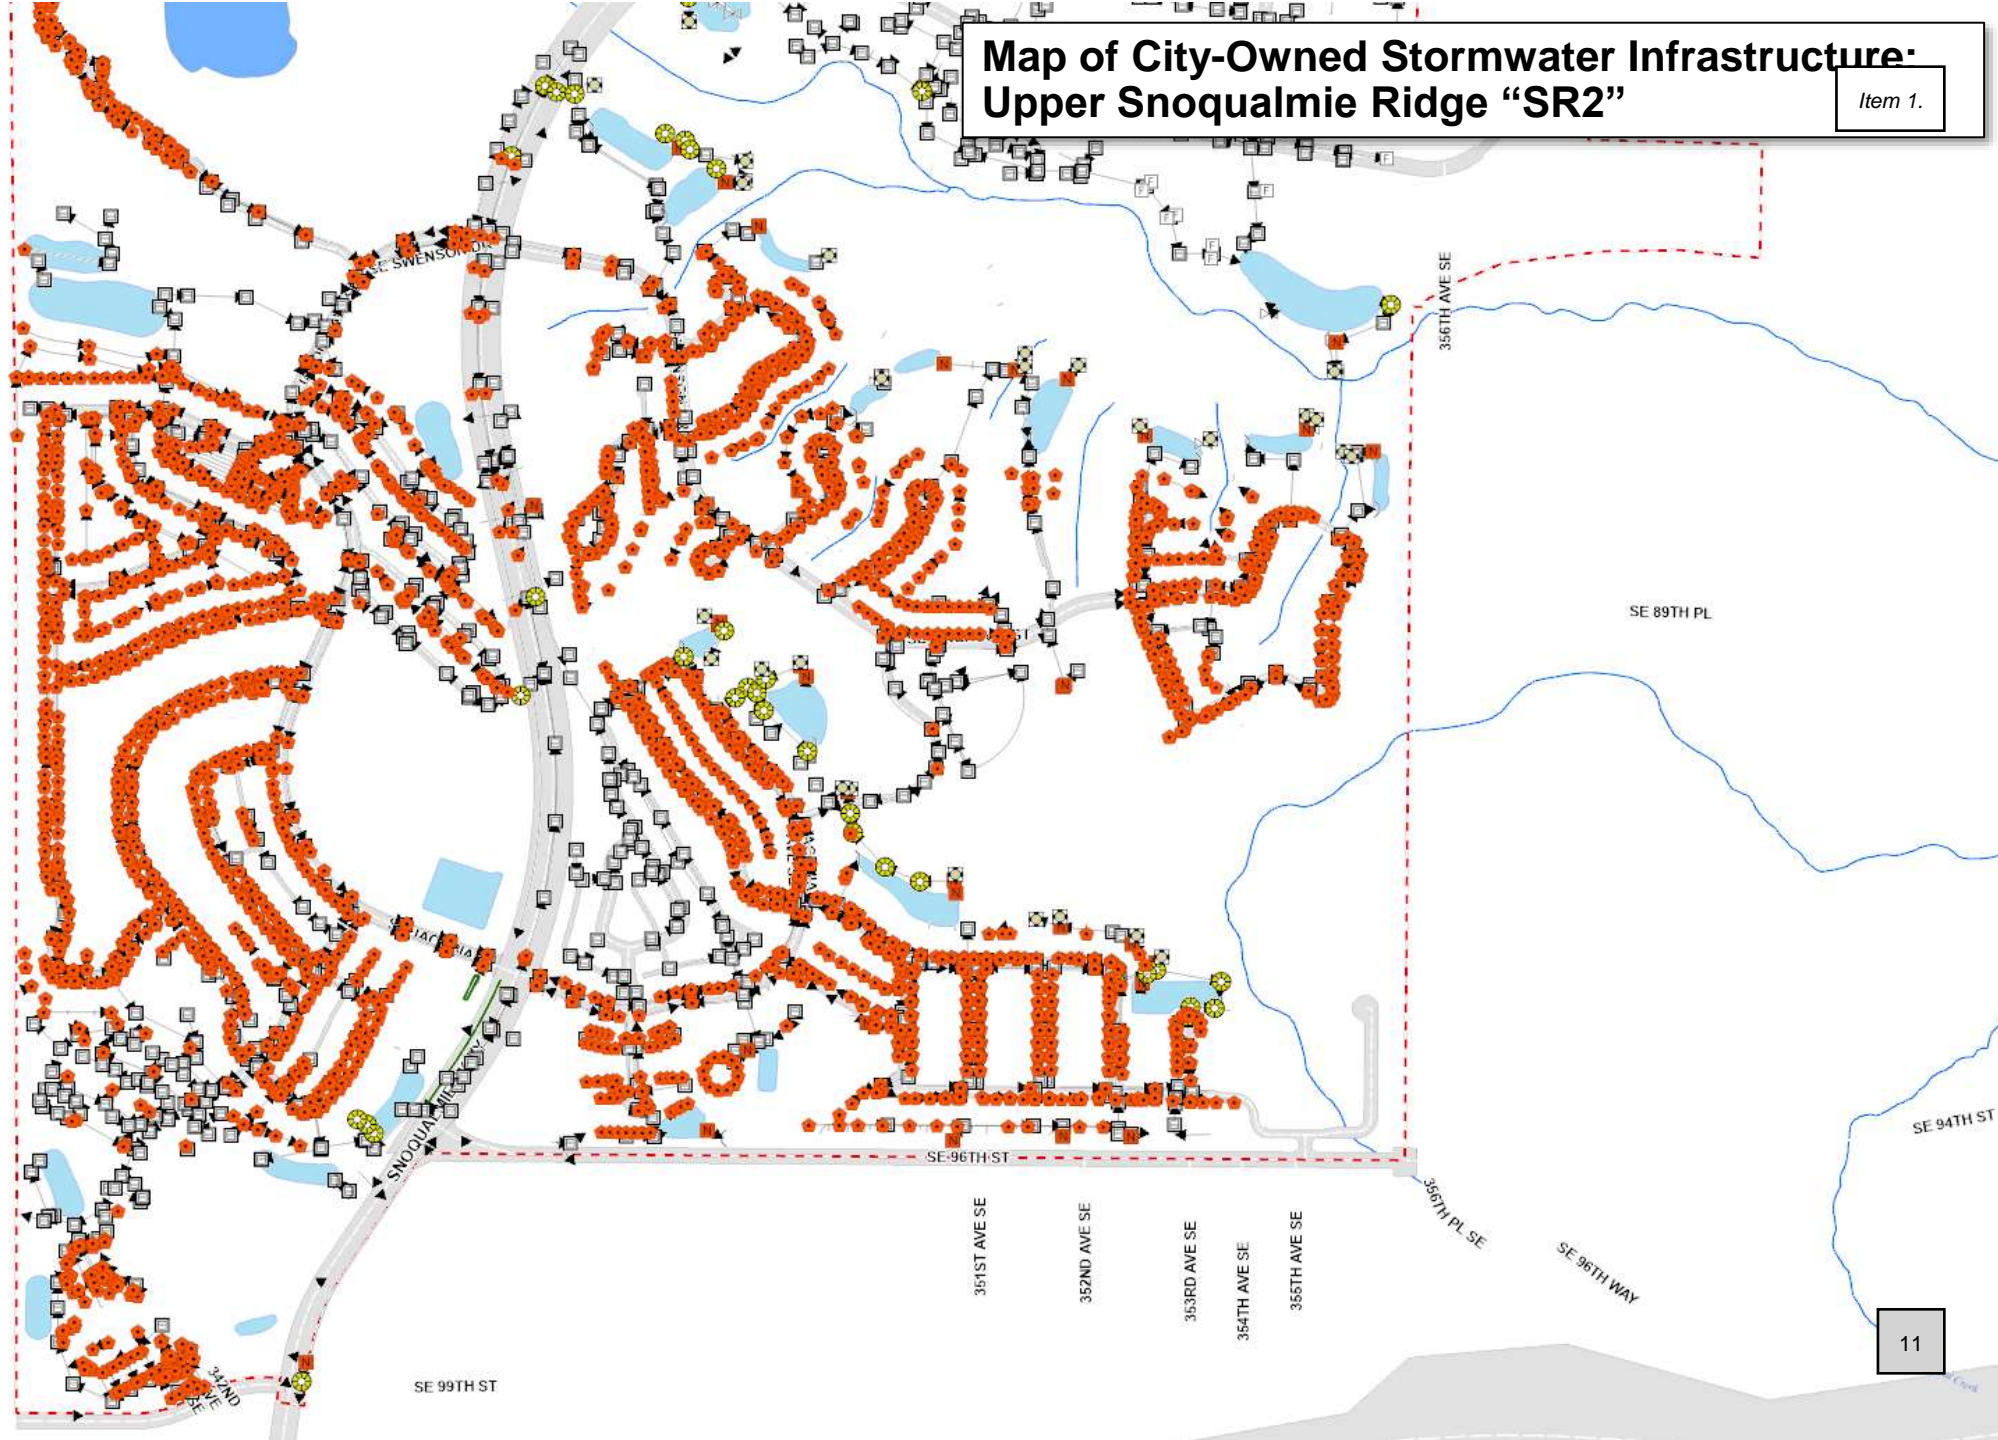 Map of City-Owned Stormwater Infrastructure:
Upper Snoqualmie Ridge “SR2”
Item 1.
356TH AVE SE
SE 89TH PL
SE 94TH ST
SE 96TH ST
356TH PL SE
SE 96TH WAY
351ST AVE SE
352ND AVE SE
353RD AVE SE
354TH AVE SE
355TH AVE SE
SE 99TH ST
342ND
AVE
SE
11